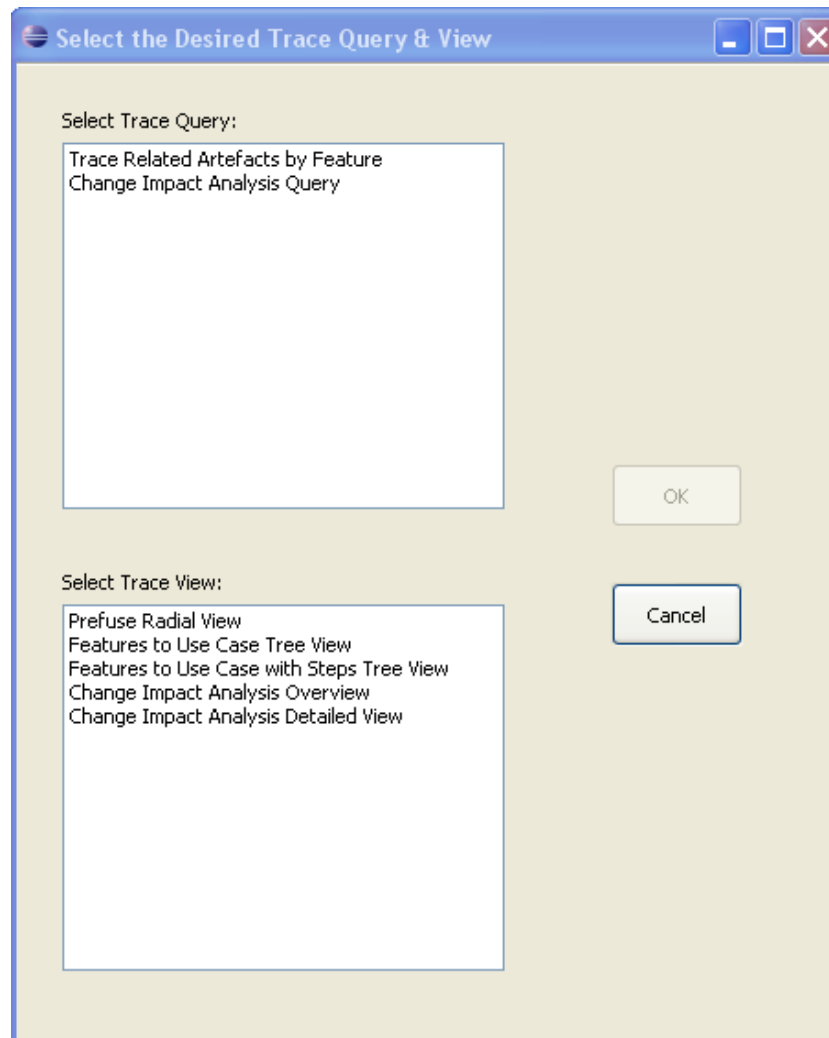 Select the Desired Trace Query & View
Select Trace Query:
Trace Related Artefacts by Feature
Change Impact Analysis Query
OK
Select Trace View:
Cancel
Prefuse Radial View
Features to Use Case Tree View
Features to Use Case with Steps Tree View
Change Impact Analysis Overview
Change Impact Analysis Detailed View